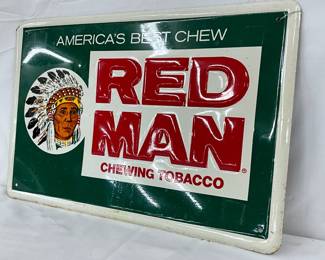 AMERICA'S BEST CHEW
RED
MAN®
CHEWING TOBACCO